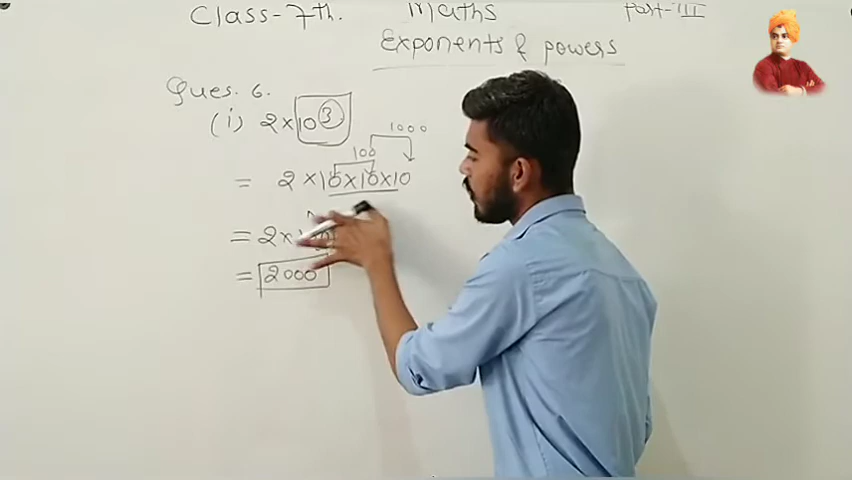 Class-7th. Maths Part-III
Exponents & powers
Ques. 6.
(i) 2×10³
1000
100
= 2×10×10×10
= 2×
= 2000